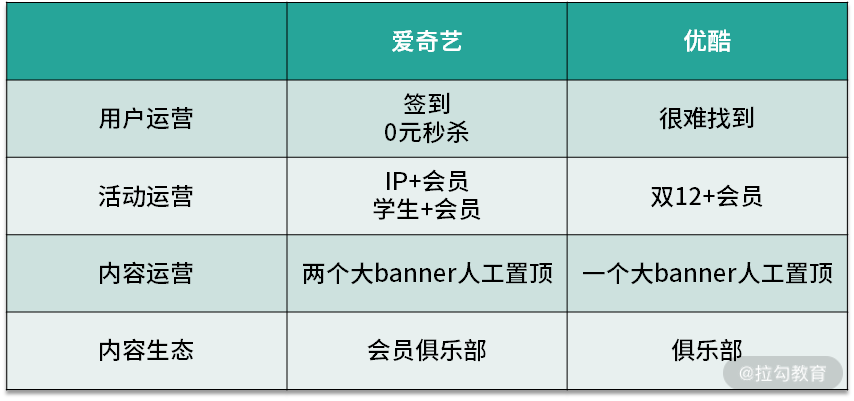 爱奇艺 优酷
用户运营 签到 很难找到
0元秒杀
活动运营 IP+会员 双12+会员
学生+会员
内容运营 两个大banner人工置顶 一个大banner人工置顶
内容生态 会员俱乐部 俱乐部
@拉勾教育